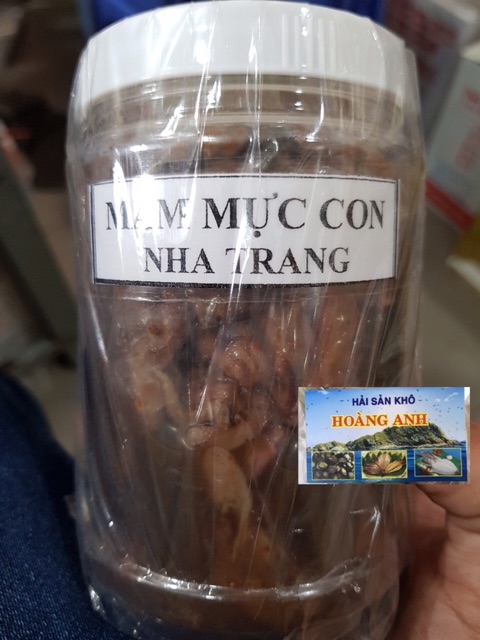 MẮM MỰC CON
NHA TRANG
HẢI SẢN KHÔ
HOÀNG ANH